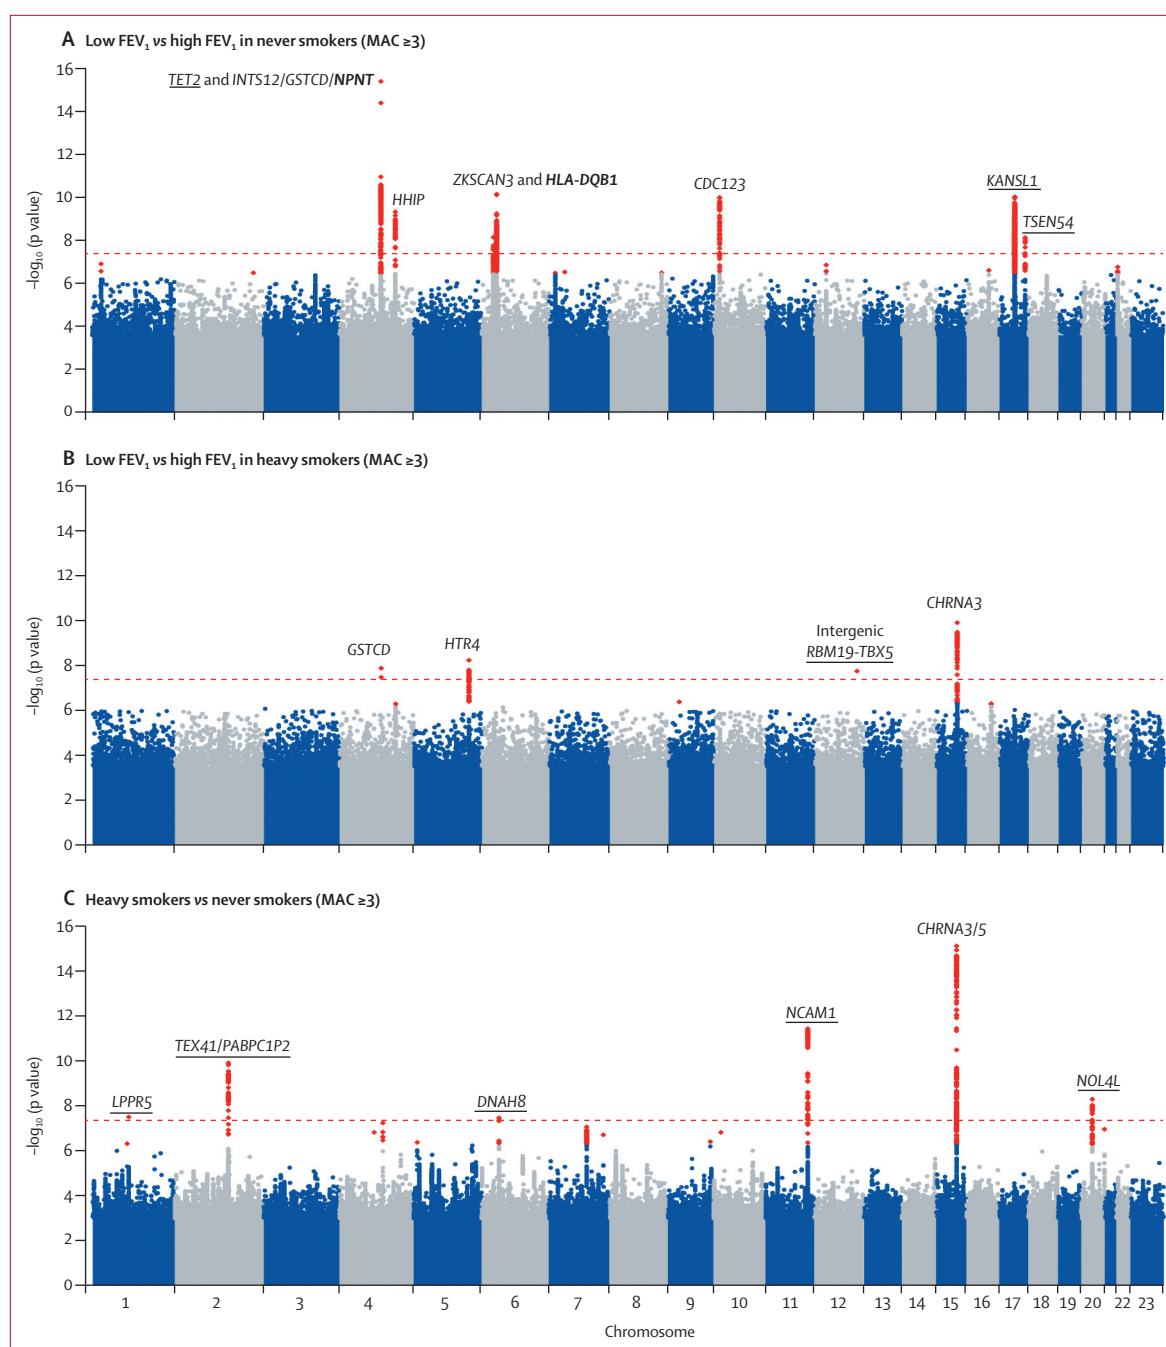 A Low FEV₁ vs high FEV₁ in never smokers (MAC ≥3)
16
14
12
10
8
6
4
2
0
–log₁₀ (p value)
TET2 and INTS12/GSTCD/NPNT
HHIP
ZKSCAN3 and HLA-DQB1
CDC123
KANSL1
TSEN54
B Low FEV₁ vs high FEV₁ in heavy smokers (MAC ≥3)
16
14
12
10
8
6
4
2
0
–log₁₀ (p value)
GSTCD
HTR4
Intergenic
RBM19-TBX5
CHRNA3
C Heavy smokers vs never smokers (MAC ≥3)
16
14
12
10
8
6
4
2
0
–log₁₀ (p value)
LPPR5
TEX41/PABPC1P2
DNAH8
NCAM1
CHRNA3/5
NOL4L
1 2 3 4 5 6 7 8 9 10 11 12 13 14 15 16 17 18 19 20 22 23
Chromosome